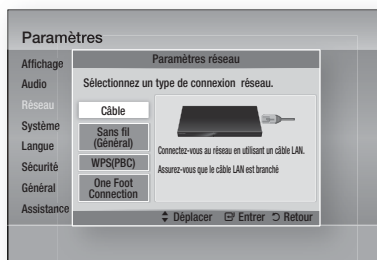 Paramètres
Affichage
Audio
Réseau
Système
Langue
Sécurité
Général
Assistance
Paramètres réseau
Sélectionnez un type de connexion réseau.
Câble
Sans fil
(Général)
WPS(PBC)
One Foot
Connection
Connectez-vous au réseau en utilisant un câble LAN.
Assurez-vous que le câble LAN est branché
Déplacer Entrer Retour